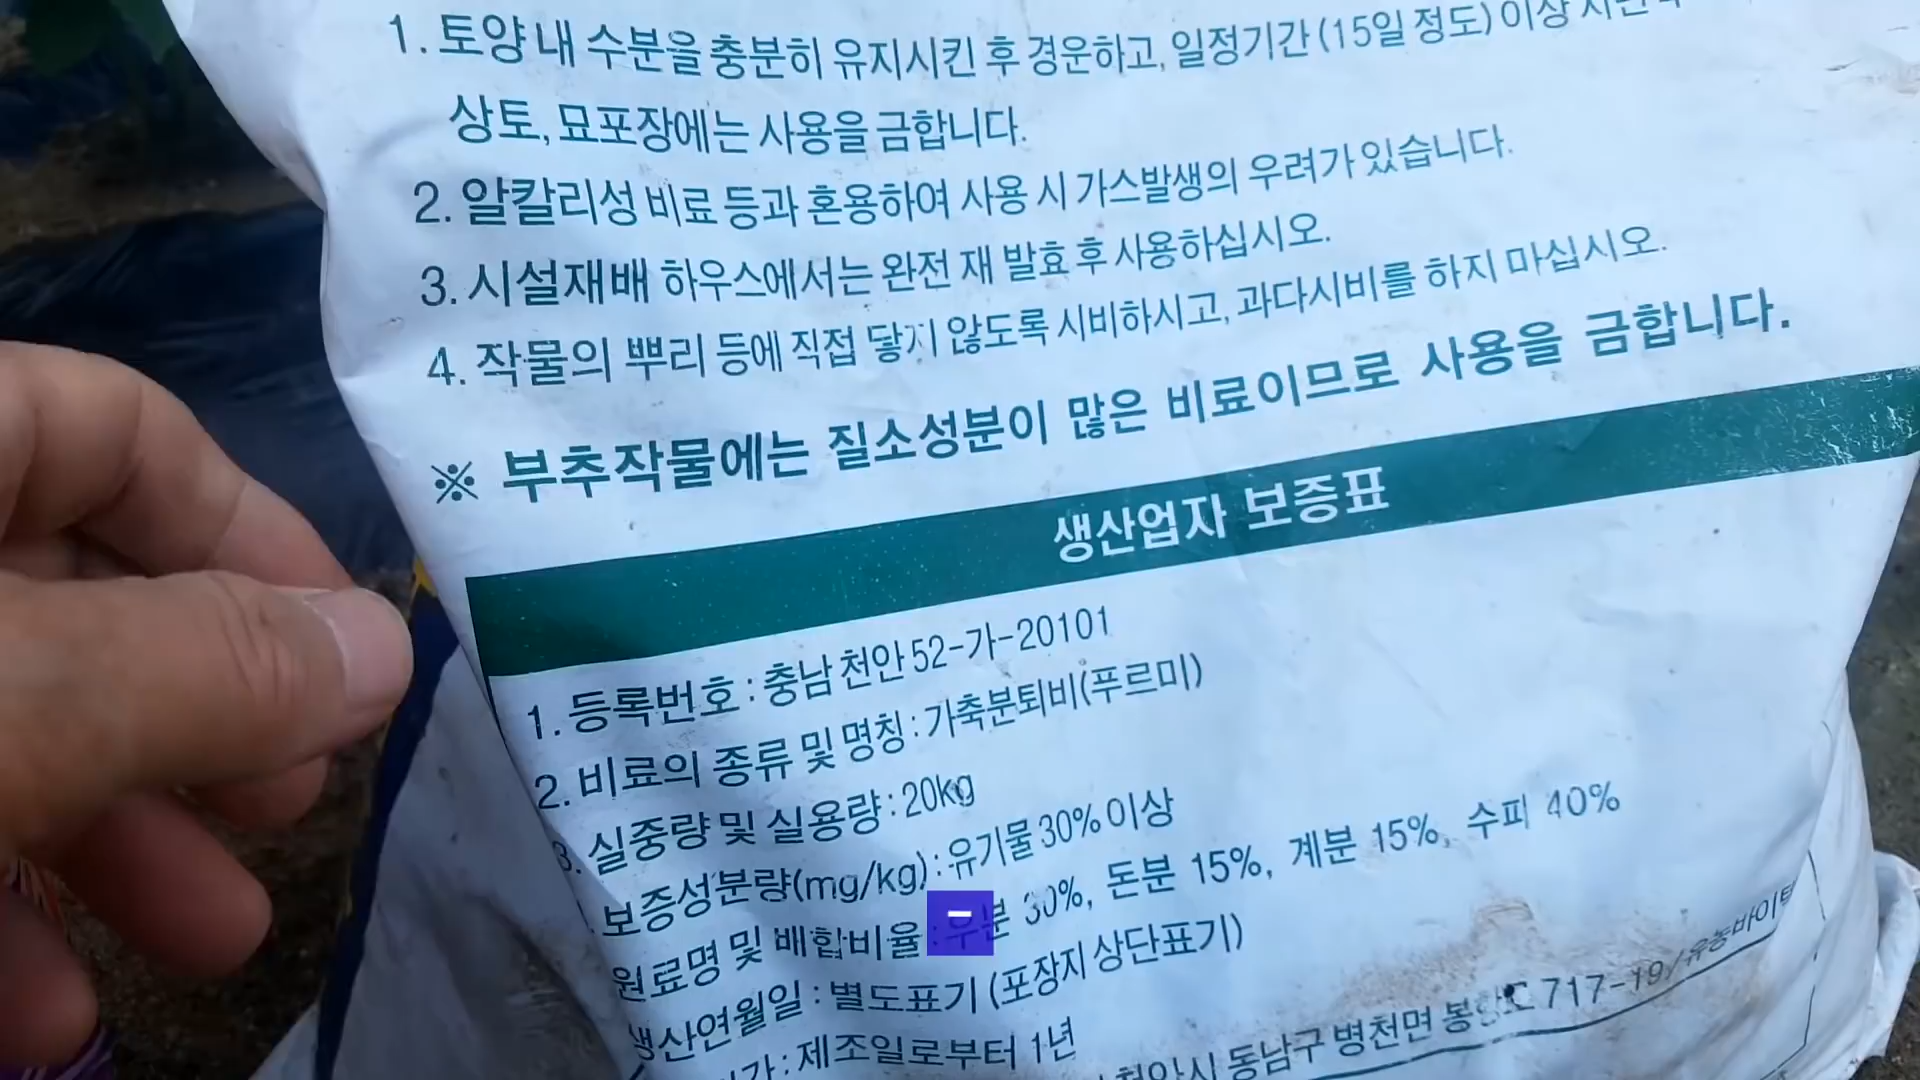 1. 토양 내 수분을 충분히 유지시킨 후 경운하고, 일정기간(15일 정도) 이상
상토, 묘포장에는 사용을 금합니다.
2. 알칼리성 비료 등과 혼용하여 사용 시 가스발생의 우려가 있습니다.
3. 시설재배 하우스에서는 완전 재 발효 후 사용하십시오.
4. 작물의 뿌리 등에 직접 닿지 않도록 시비하시고, 과다시비를 하지 마십시오.
※ 부추작물에는 질소성분이 많은 비료이므로 사용을 금합니다.
생산업자 보증표
1. 등록번호 : 충남 천안 52-가-20101
2. 비료의 종류 및 명칭 : 가축분퇴비(푸르미)
3. 실중량 및 실용량 : 20kg
보증성분량(mg/kg) : 유기물 30% 이상
원료명 및 배합비율 : 30%, 돈분 15%, 계분 15%, 수피 40%
생산연월일 : 별도표기 (포장지 상단표기)
: 제조일로부터 1년
천안시 동남구 병천면 717-19/유농바이텍